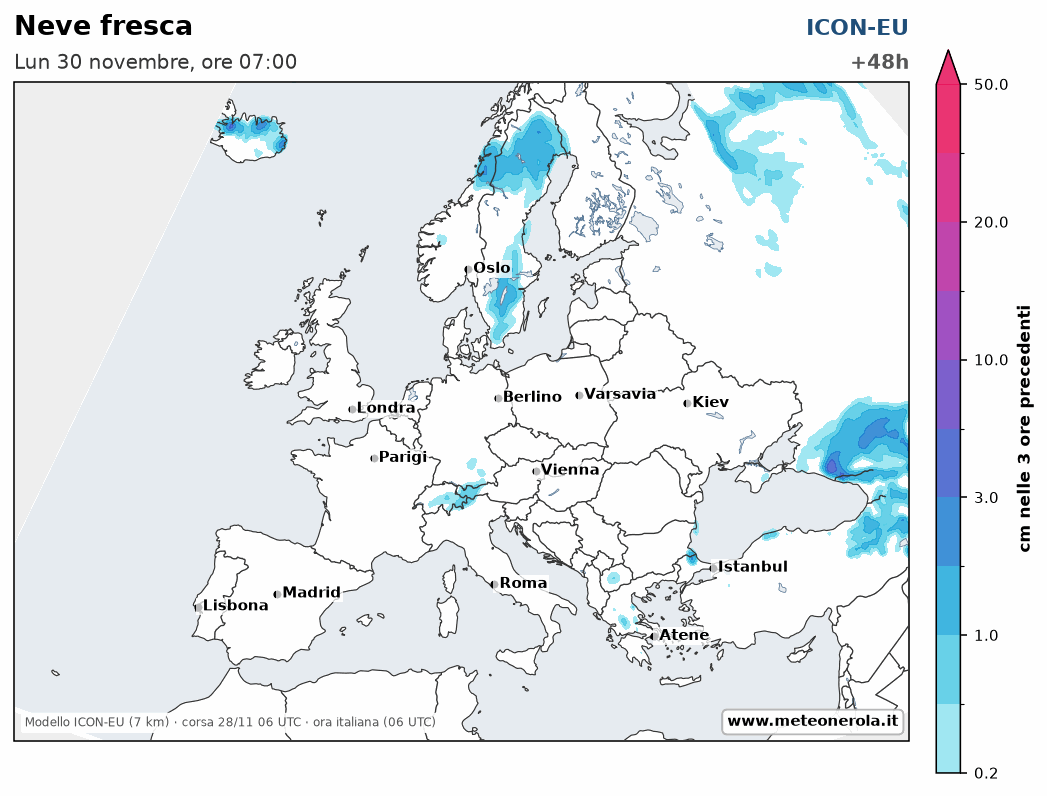 Neve fresca
ICON-EU
Lun 30 novembre, ore 07:00
+48h
50.0
20.0
10.0
3.0
1.0
0.2
cm nelle 3 ore precedenti
Oslo
Londra
Berlino
Varsavia
Kiev
Parigi
Vienna
Istanbul
Roma
Madrid
Lisbona
Atene
Modello ICON-EU (7 km) · corsa 28/11 06 UTC · ora italiana (06 UTC)
www.meteonerola.it